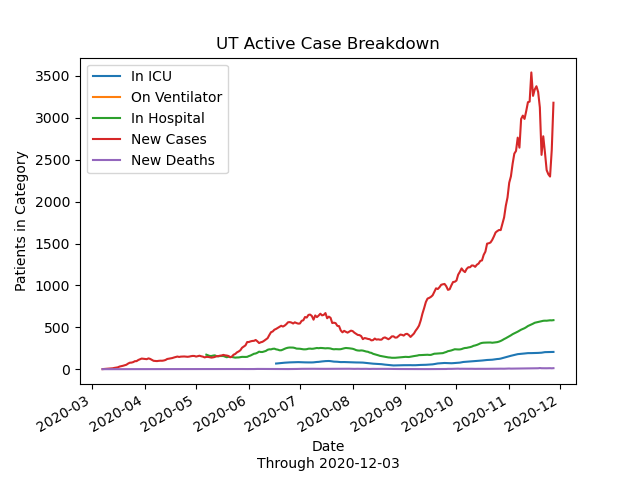 UT Active Case Breakdown
In ICU
On Ventilator
In Hospital
New Cases
New Deaths
Patients in Category
3500
3000
2500
2000
1500
1000
500
0
2020-03
2020-04
2020-05
2020-06
2020-07
2020-08
2020-09
2020-10
2020-11
2020-12
Date
Through 2020-12-03